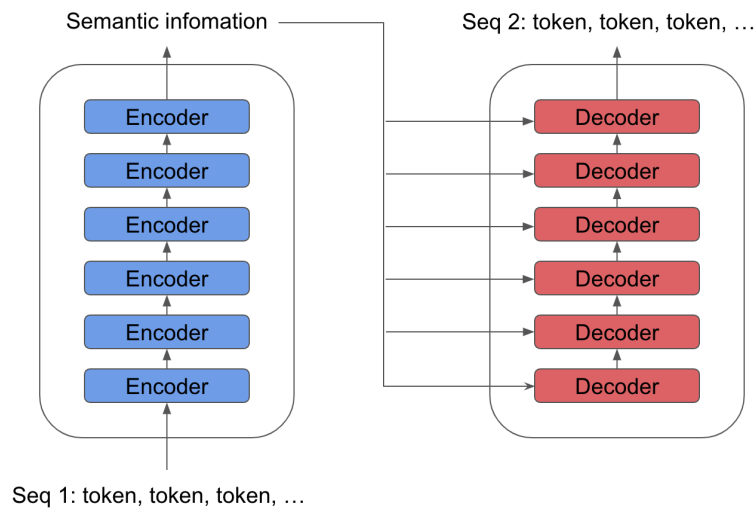 Semantic infomation
Seq 2: token, token, token, …
Encoder
Encoder
Encoder
Encoder
Encoder
Encoder
Decoder
Decoder
Decoder
Decoder
Decoder
Decoder
Seq 1: token, token, token, …